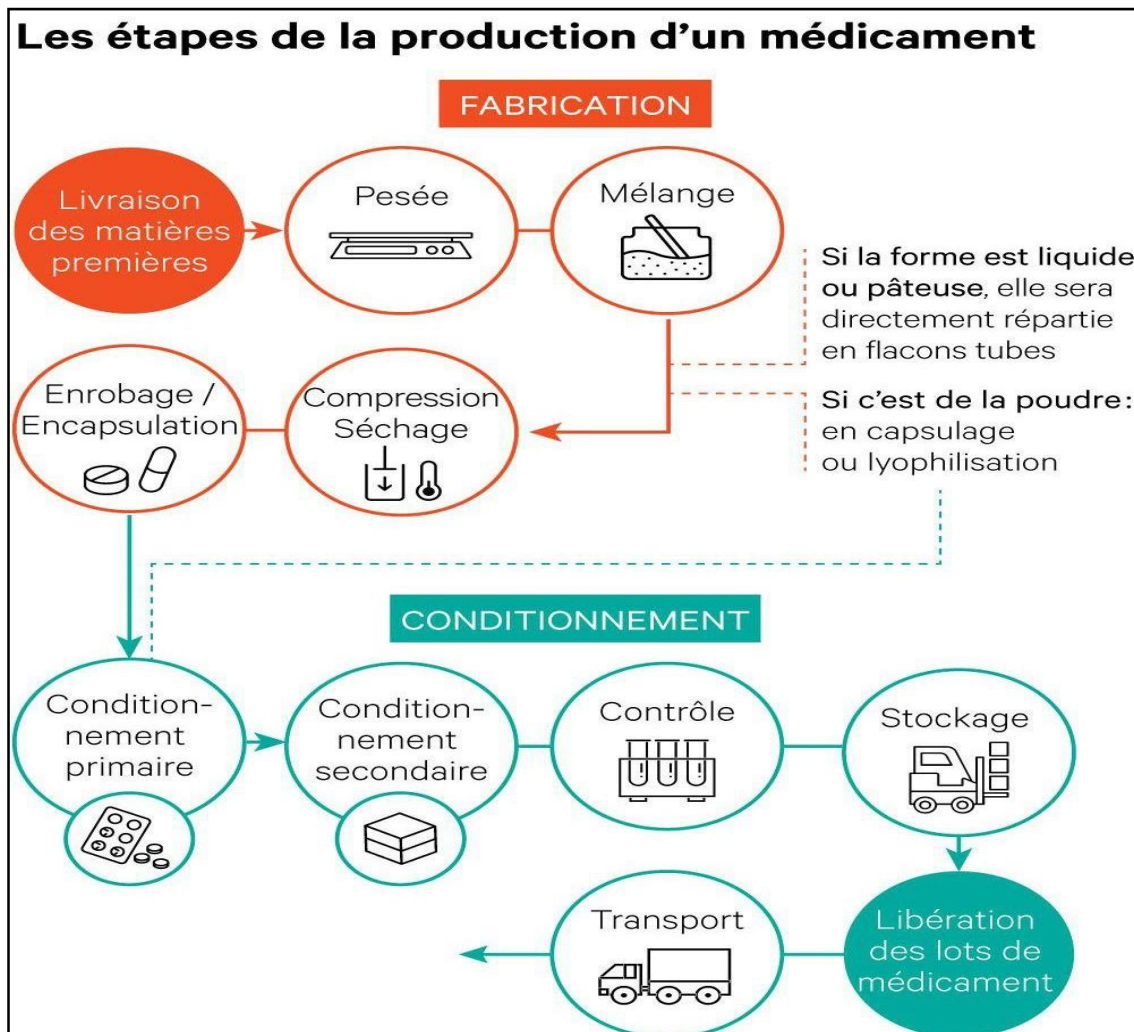 Les étapes de la production d’un médicament
FABRICATION
Livraison
des matières
premières
Pesée
Mélange
Si la forme est liquide
ou pâteuse, elle sera
directement répartie
en flacons tubes
Si c’est de la poudre :
en capsulage
ou lyophilisation
Compression
Séchage
Enrobage /
Encapsulation
CONDITIONNEMENT
Condition-
nement
primaire
Condition-
nement
secondaire
Contrôle
Stockage
Libération
des lots de
médicament
Transport